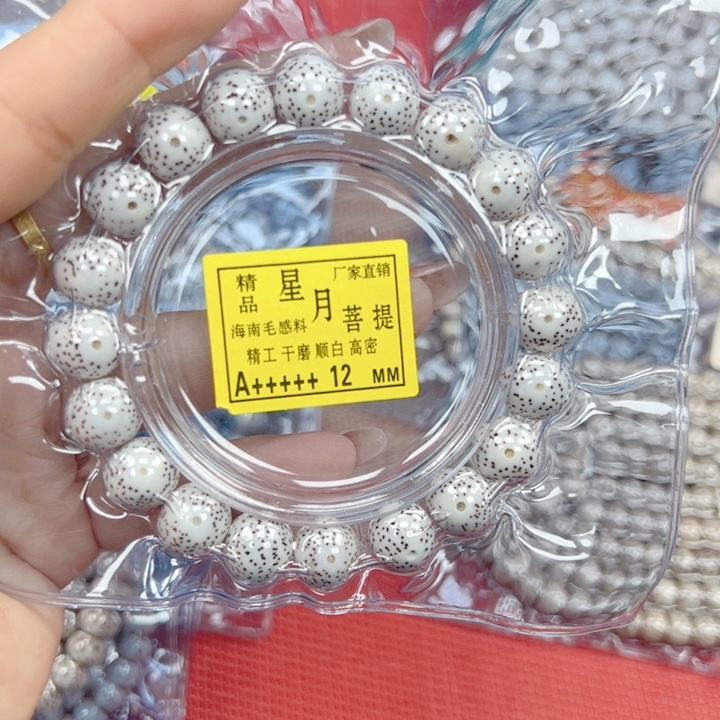 精品
星月菩提
厂家直销
海南毛感料
精工干磨顺白高密
A+++++ 12 MM